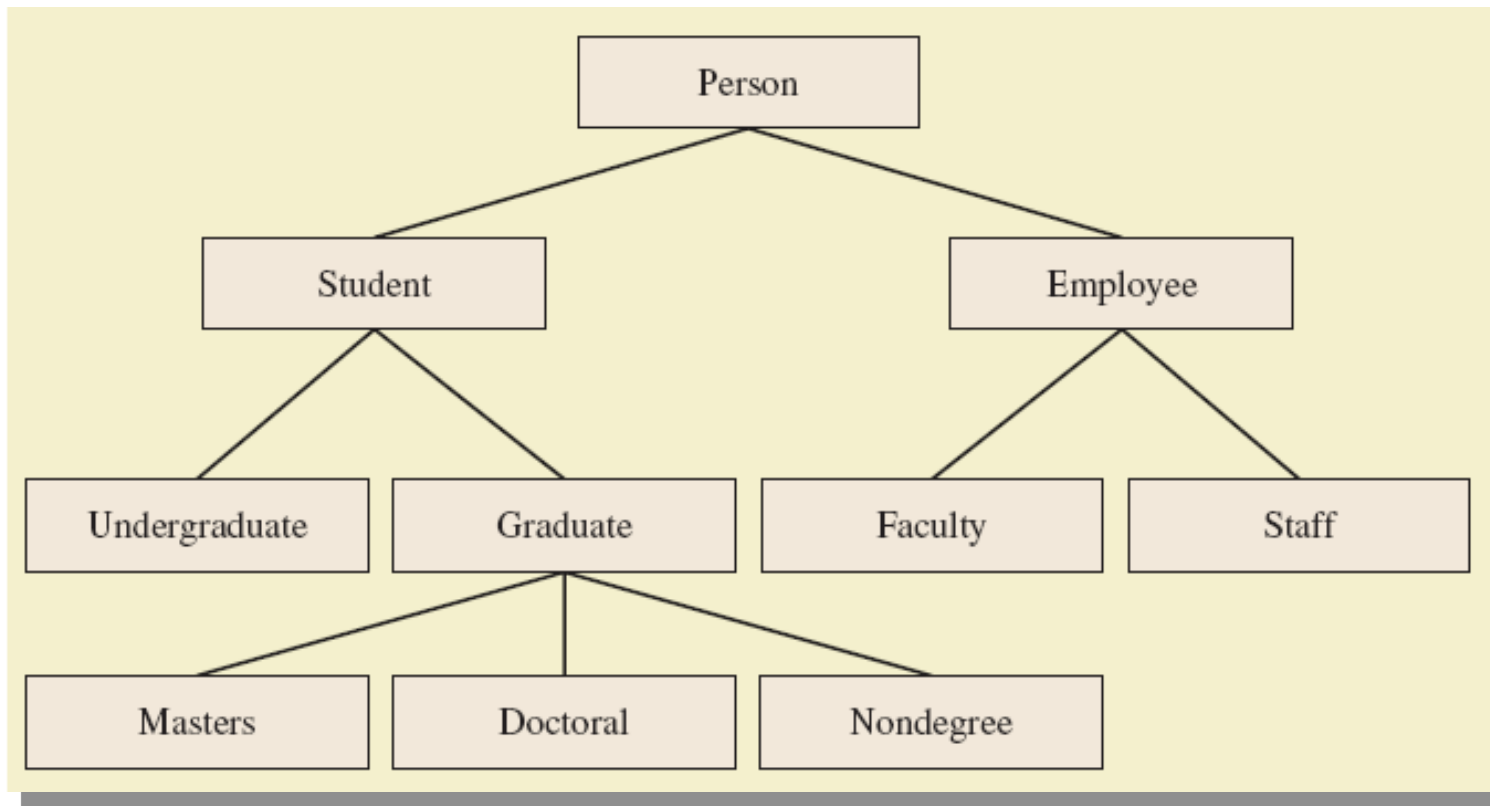 Person
Student
Employee
Undergraduate
Graduate
Faculty
Staff
Masters
Doctoral
Nondegree